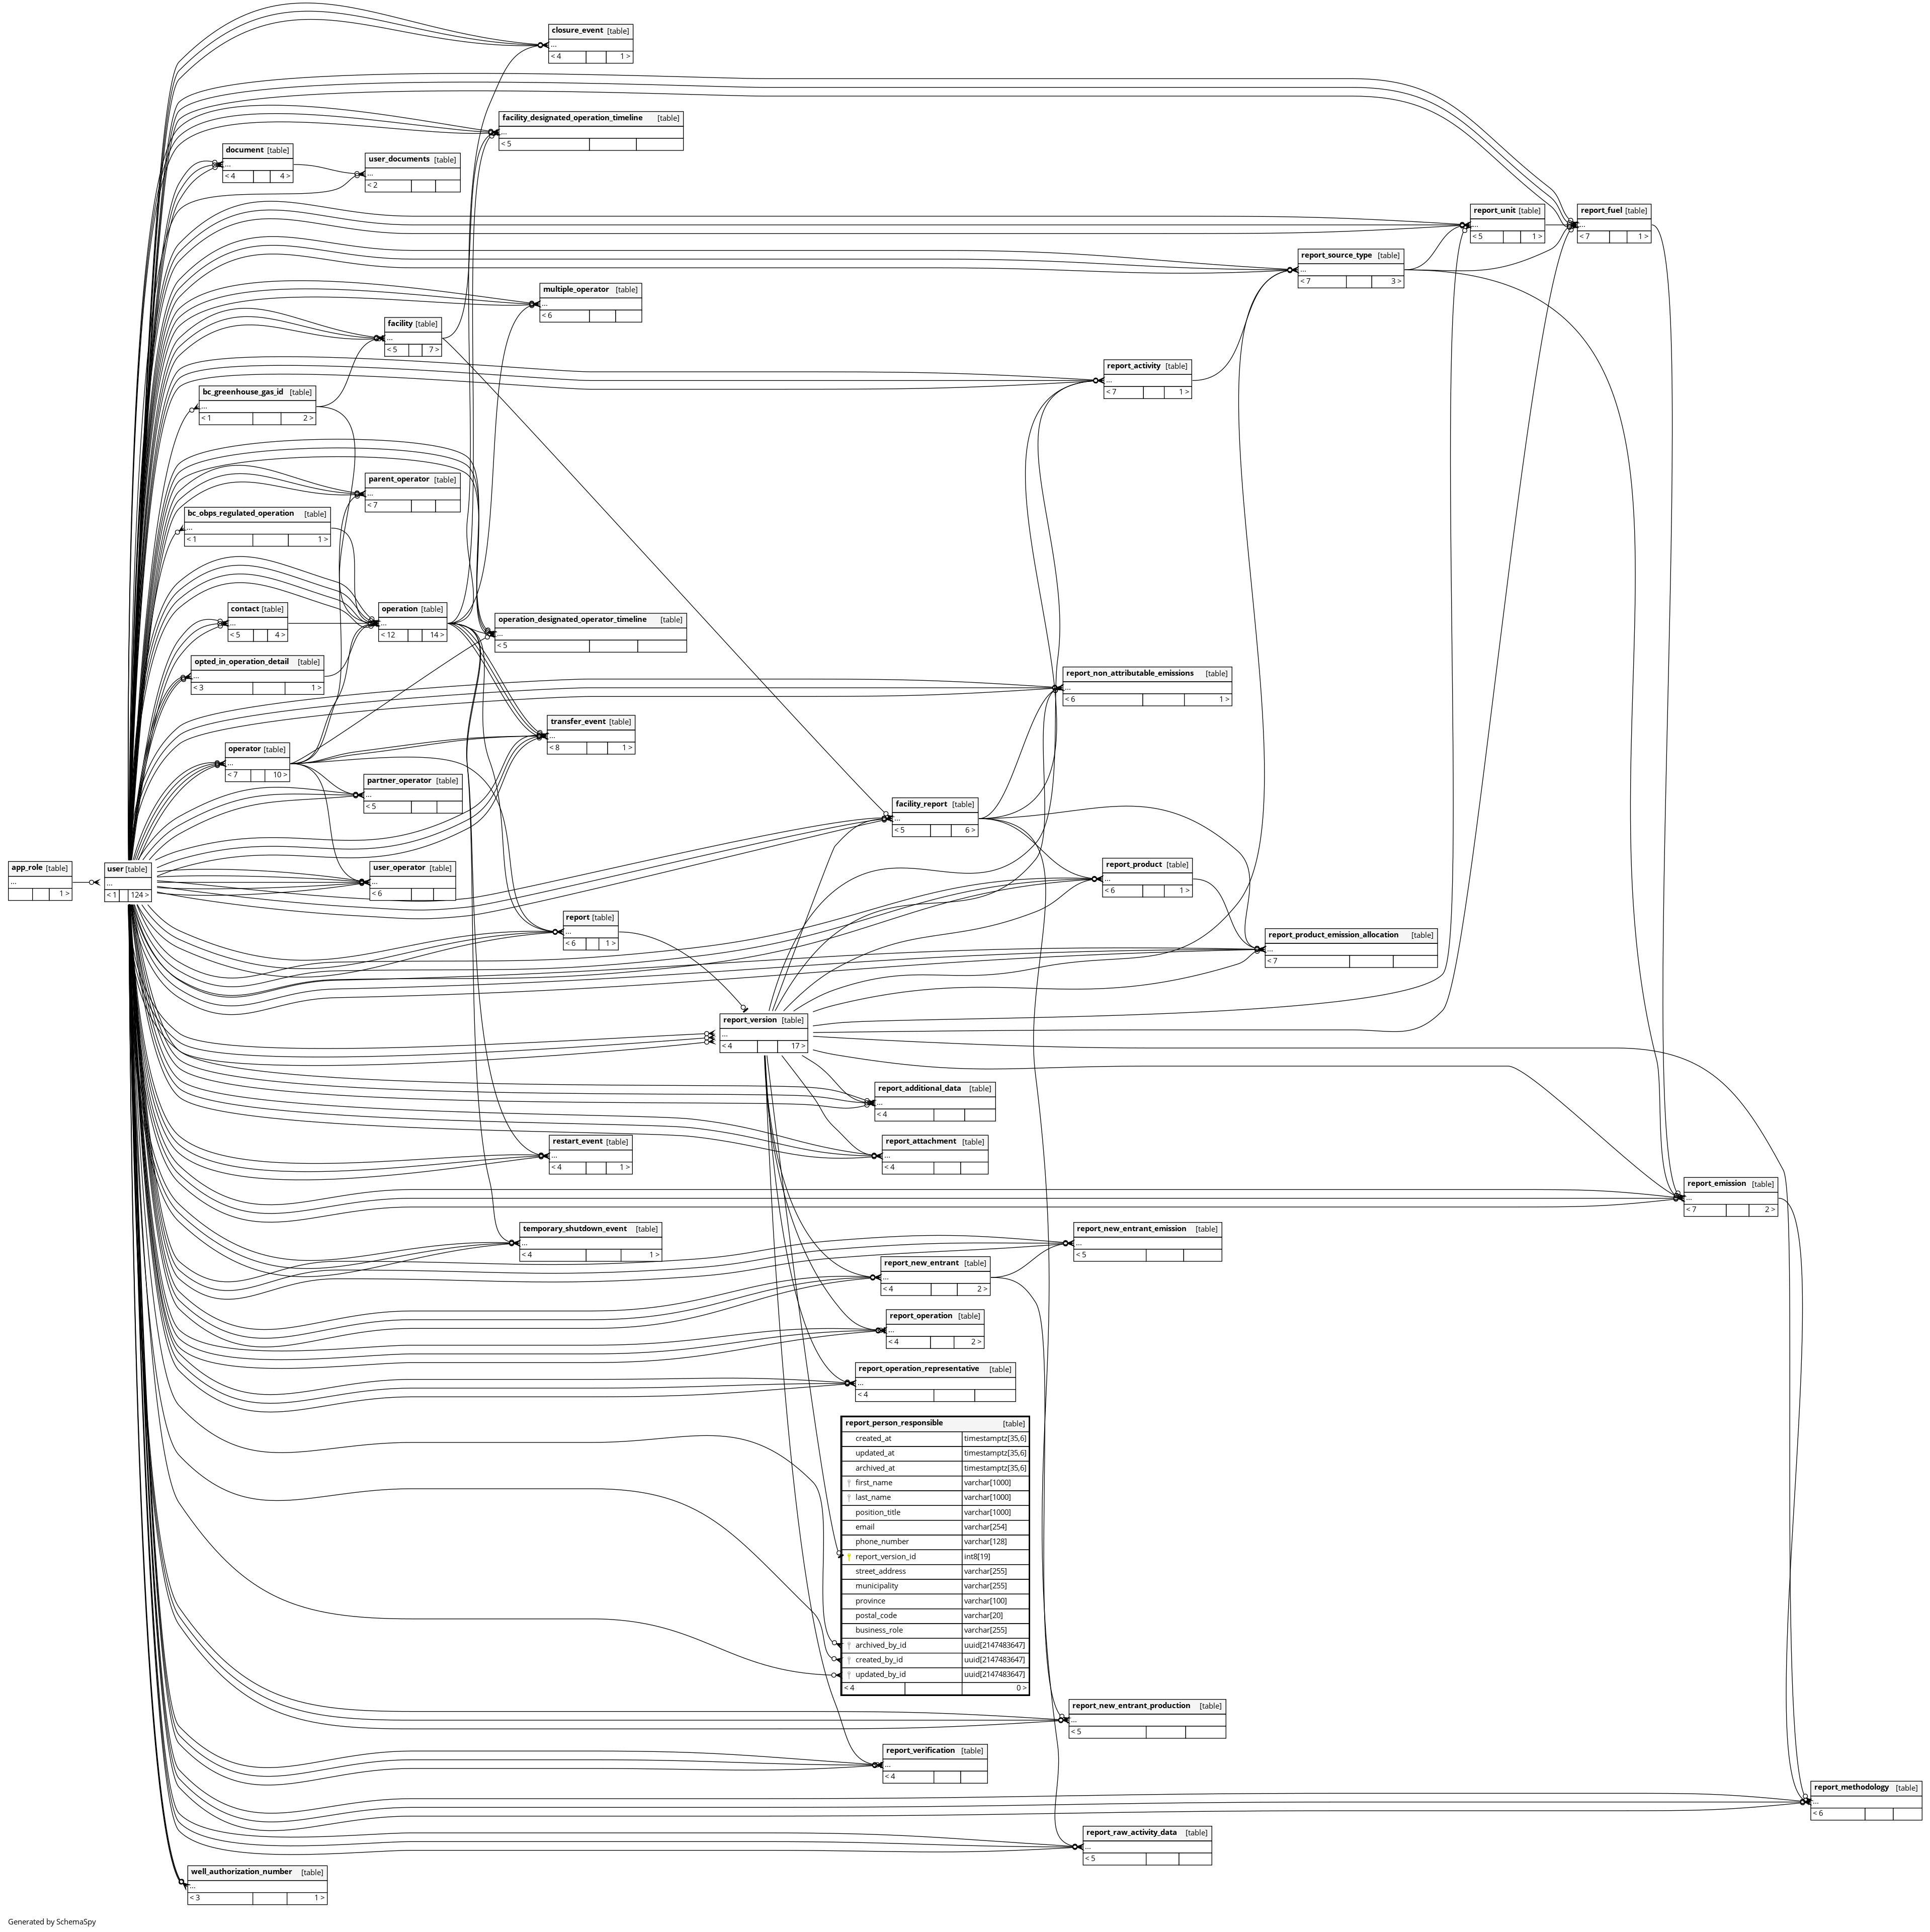 closure_event [table]
...
< 4 1 >
facility_designated_operation_timeline [table]
...
< 5
document [table]
...
< 4 4 >
user_documents [table]
...
< 2
report_unit [table]
...
< 5 1 >
report_fuel [table]
...
< 7 1 >
report_source_type [table]
...
< 7 3 >
multiple_operator [table]
...
< 6
facility [table]
...
< 5 7 >
report_activity [table]
...
< 7 1 >
bc_greenhouse_gas_id [table]
...
< 1 2 >
parent_operator [table]
...
< 7
bc_obps_regulated_operation [table]
...
< 1 1 >
contact [table]
...
< 5 4 >
operation [table]
...
< 12 14 >
operation_designated_operator_timeline [table]
...
< 5
opted_in_operation_detail [table]
...
< 3 1 >
report_non_attributable_emissions [table]
...
< 6 1 >
transfer_event [table]
...
< 8 1 >
operator [table]
...
< 7 10 >
partner_operator [table]
...
< 5
facility_report [table]
...
< 5 6 >
app_role [table]
...
1 >
user [table]
...
< 1 124 >
user_operator [table]
...
< 6
report_product [table]
...
< 6 1 >
report [table]
...
< 6 1 >
report_product_emission_allocation [table]
...
< 7
report_version [table]
...
< 4 17 >
report_additional_data [table]
...
< 4
restart_event [table]
...
< 4 1 >
report_attachment [table]
...
< 4
report_emission [table]
...
< 7 2 >
temporary_shutdown_event [table]
...
< 4 1 >
report_new_entrant_emission [table]
...
< 5
report_new_entrant [table]
...
< 4 2 >
report_operation [table]
...
< 4 2 >
report_operation_representative [table]
...
< 4
report_person_responsible [table]
created_at timestamptz[35,6]
updated_at timestamptz[35,6]
archived_at timestamptz[35,6]
first_name varchar[1000]
last_name varchar[1000]
position_title varchar[1000]
email varchar[254]
phone_number varchar[128]
report_version_id int8[19]
street_address varchar[255]
municipality varchar[255]
province varchar[100]
postal_code varchar[20]
business_role varchar[255]
archived_by_id uuid[2147483647]
created_by_id uuid[2147483647]
updated_by_id uuid[2147483647]
< 4 0 >
report_new_entrant_production [table]
...
< 5
report_verification [table]
...
< 4
report_methodology [table]
...
< 6
report_raw_activity_data [table]
...
< 5
well_authorization_number [table]
...
< 3 1 >
Generated by SchemaSpy